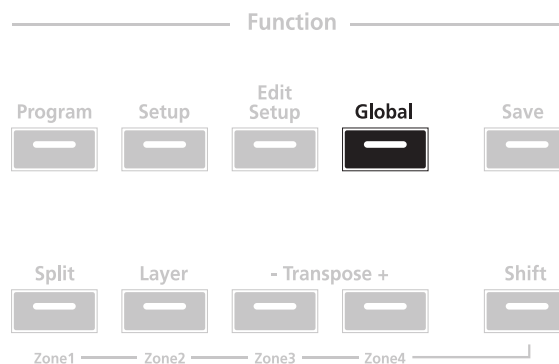 Function
Program Setup Edit Setup Global Save
Split Layer - Transpose + Shift
Zone1 Zone2 Zone3 Zone4